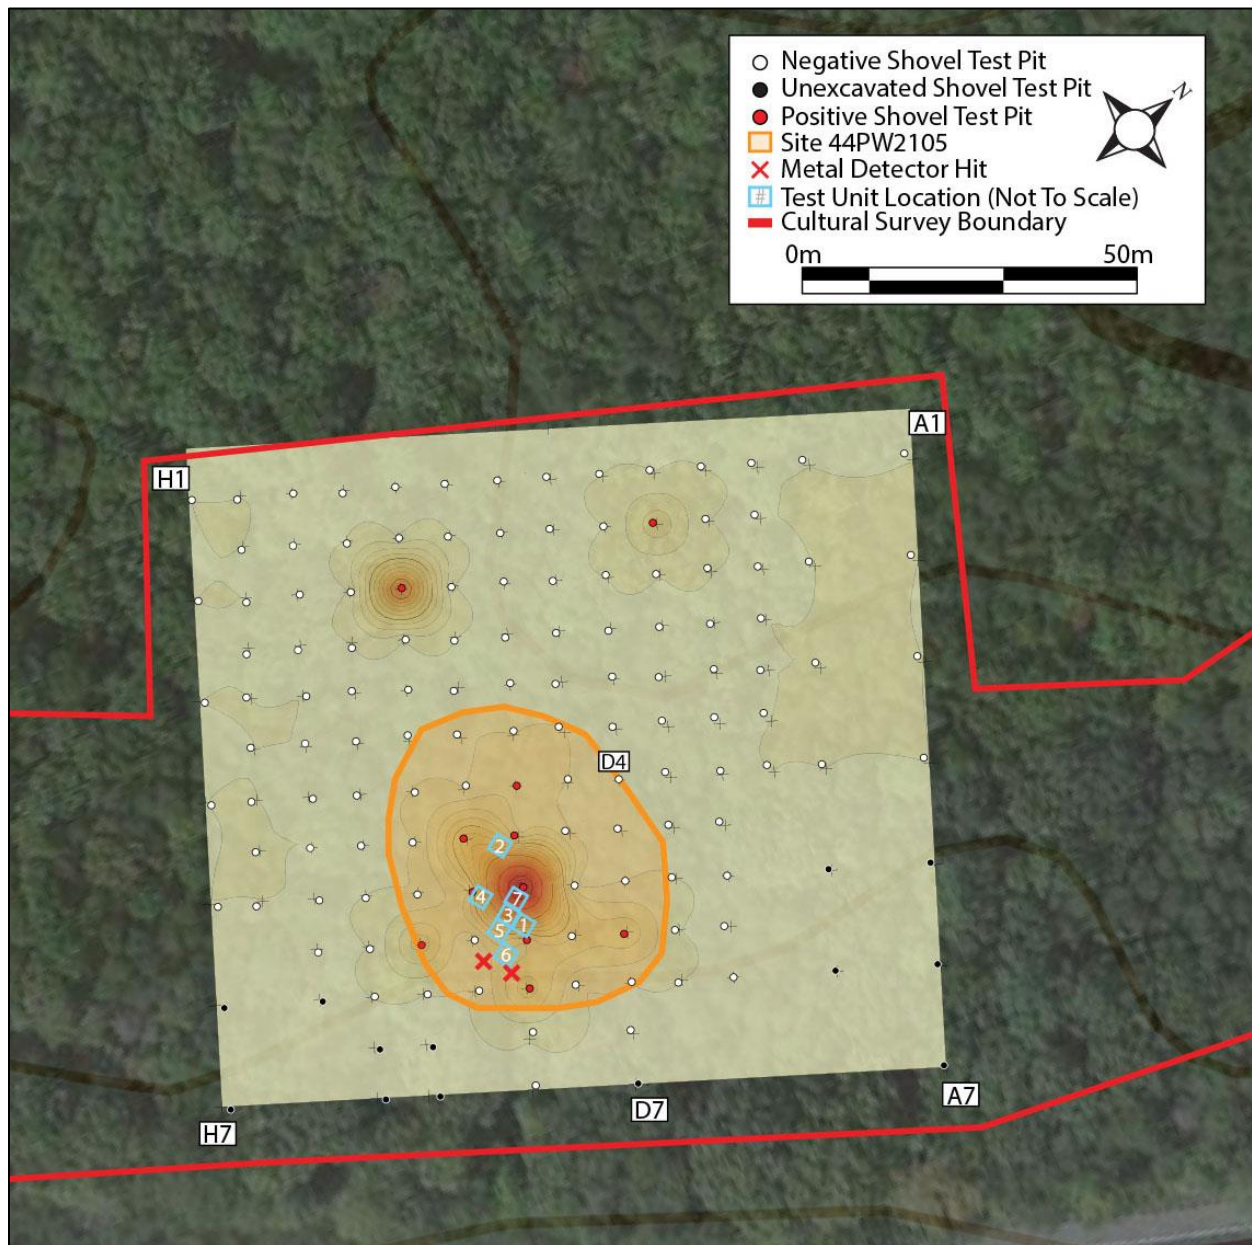 Negative Shovel Test Pit
Unexcavated Shovel Test Pit
Positive Shovel Test Pit
Site 44PW2105
Metal Detector Hit
# Test Unit Location (Not To Scale)
Cultural Survey Boundary
0m 50m
N
A1
H1
D4
2
4 7
3 1
5
6
D7
A7
H7